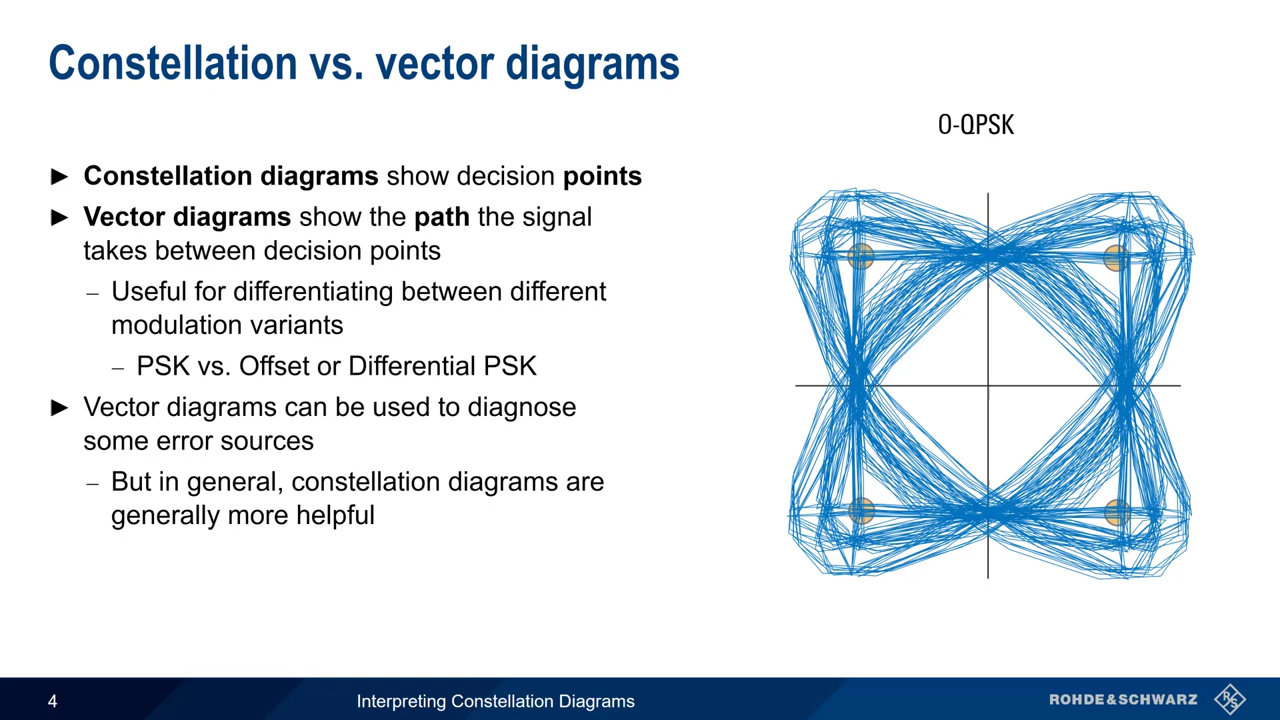 Constellation vs. vector diagrams
O-QPSK
► Constellation diagrams show decision points
► Vector diagrams show the path the signal
takes between decision points
– Useful for differentiating between different
modulation variants
– PSK vs. Offset or Differential PSK
► Vector diagrams can be used to diagnose
some error sources
– But in general, constellation diagrams are
generally more helpful
4
Interpreting Constellation Diagrams
ROHDE & SCHWARZ
RS